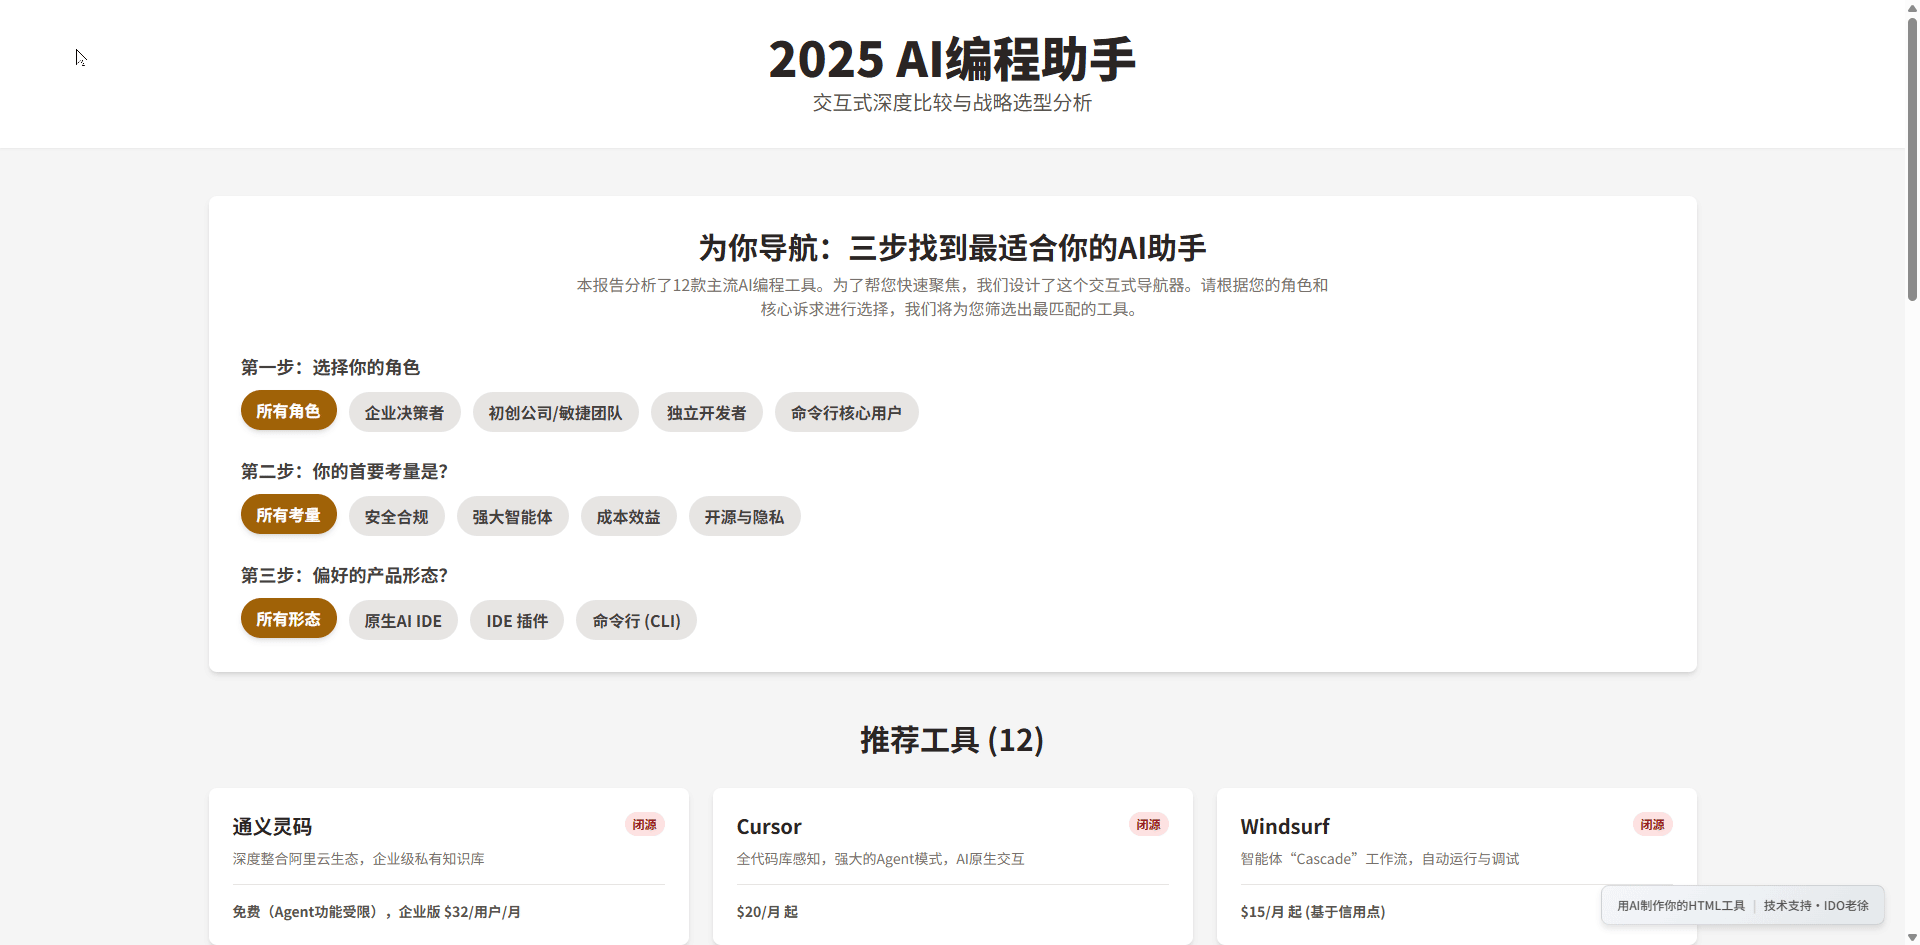 2025 AI编程助手
交互式深度比较与战略选型分析
为你导航：三步找到最适合你的AI助手
本报告分析了12款主流AI编程工具。为了帮您快速聚焦，我们设计了这个交互式导航器。请根据您的角色和
核心诉求进行选择，我们将为您筛选出最匹配的工具。
第一步：选择你的角色
所有角色 企业决策者 初创公司/敏捷团队 独立开发者 命令行核心用户
第二步：你的首要考量是？
所有考量 安全合规 强大智能体 成本效益 开源与隐私
第三步：偏好的产品形态？
所有形态 原生AI IDE IDE 插件 命令行 (CLI)
推荐工具 (12)
通义灵码 闭源
深度整合阿里云生态，企业级私有知识库
免费（Agent功能受限），企业版 $32/用户/月
Cursor 闭源
全代码库感知，强大的Agent模式，AI原生交互
$20/月 起
Windsurf 闭源
智能体“Cascade”工作流，自动运行与调试
$15/月 起 (基于信用点)
用AI制作你的HTML工具 | 技术支持・IDO老徐